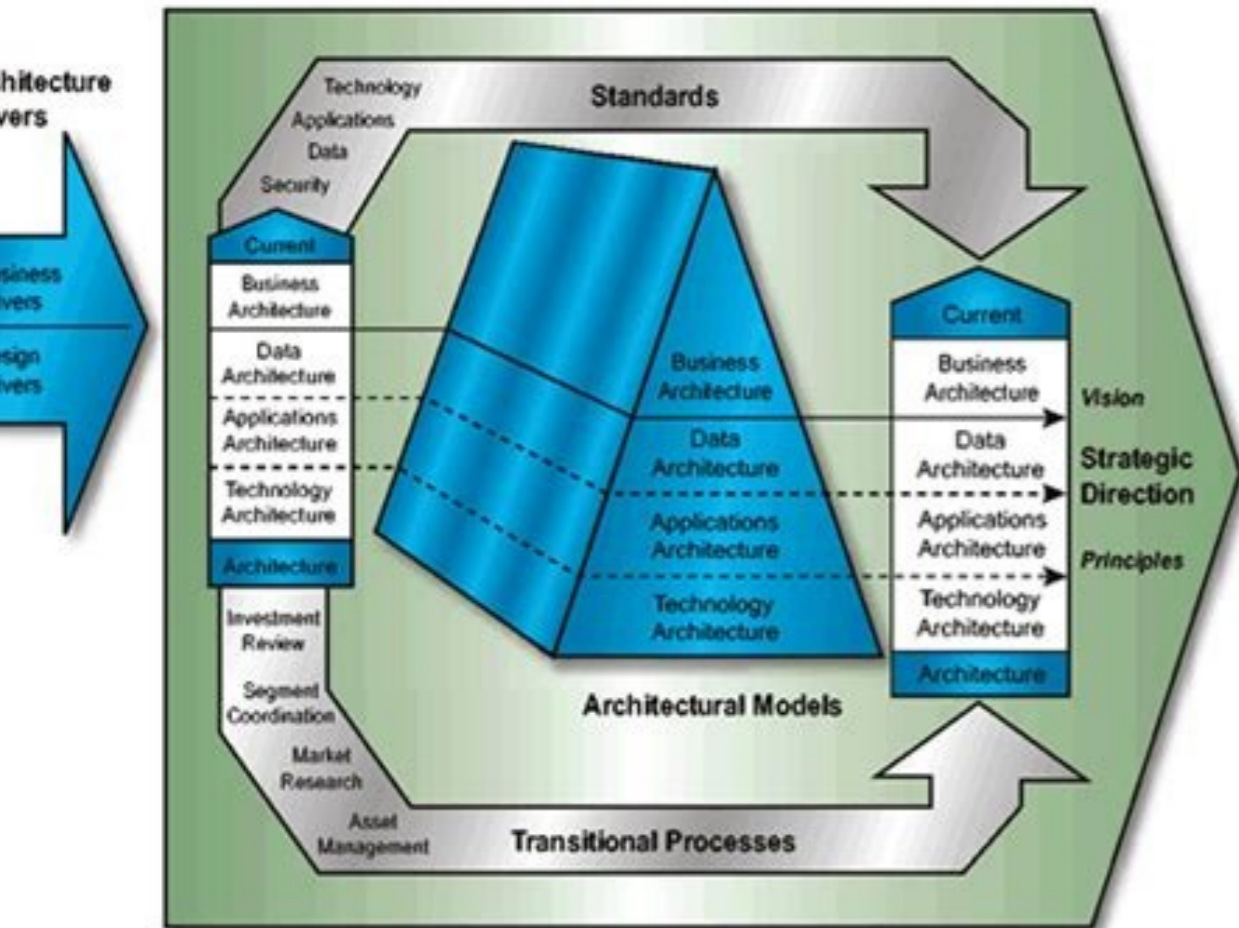 chitecture
vers
siness
vers
sign
vers
Technology
Applications
Data
Security
Standards
Current
Business
Architecture
Data
Architecture
Applications
Architecture
Technology
Architecture
Architecture
Investment
Review
Segment
Coordination
Market
Research
Asset
Management
Transitional Processes
Business
Architecture
Data
Architecture
Applications
Architecture
Technology
Architecture
Architectural Models
Current
Business
Architecture
Data
Architecture
Applications
Architecture
Technology
Architecture
Architecture
Vision
Strategic
Direction
Principles